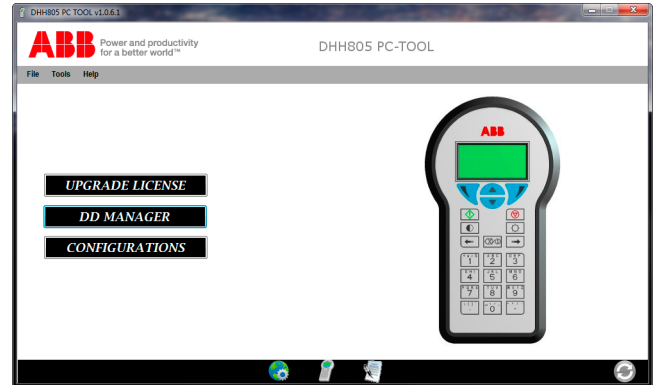 DHH805 PC TOOL v1.0.6.1
ABB
Power and productivity
for a better world™
DHH805 PC-TOOL
File Tools Help
UPGRADE LICENSE
DD MANAGER
CONFIGURATIONS
ABB
1 2 3
4 5 6
7 8 9
0